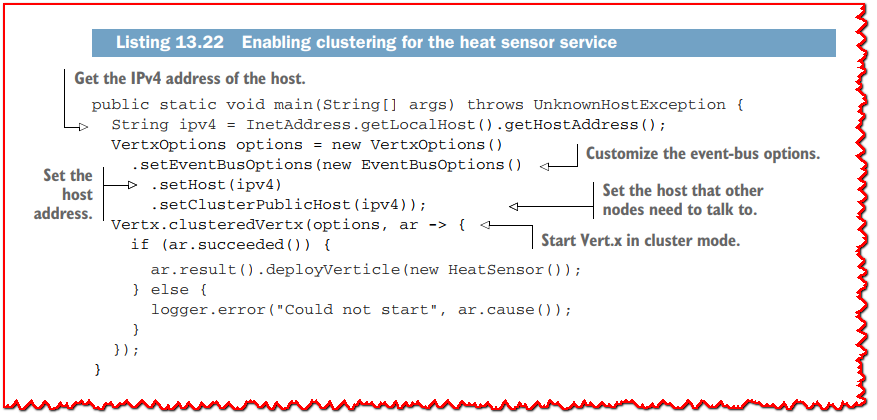 Listing 13.22 Enabling clustering for the heat sensor service
Get the IPv4 address of the host.
public static void main(String[] args) throws UnknownHostException {
String ipv4 = InetAddress.getLocalHost().getHostAddress();
VertxOptions options = new VertxOptions()
.setEventBusOptions(new EventBusOptions()
Customize the event-bus options.
Set the
host
address.
.setHost(ipv4)
.setClusterPublicHost(ipv4));
Set the host that other
nodes need to talk to.
Vertx.clusteredVertx(options, ar -> {
Start Vert.x in cluster mode.
if (ar.succeeded()) {
ar.result().deployVerticle(new HeatSensor());
} else {
logger.error("Could not start", ar.cause());
}
});
}